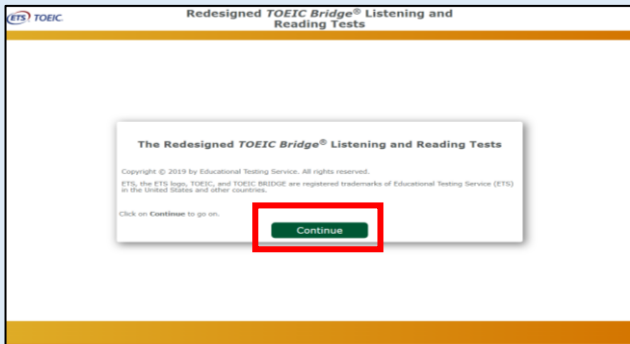 ETS TOEIC
Redesigned TOEIC Bridge® Listening and
Reading Tests
The Redesigned TOEIC Bridge® Listening and Reading Tests
Copyright © 2019 by Educational Testing Service. All rights reserved.
ETS, the ETS logo, TOEIC, and TOEIC BRIDGE are registered trademarks of Educational Testing Service (ETS)
in the United States and other countries.
Click on Continue to go on.
Continue